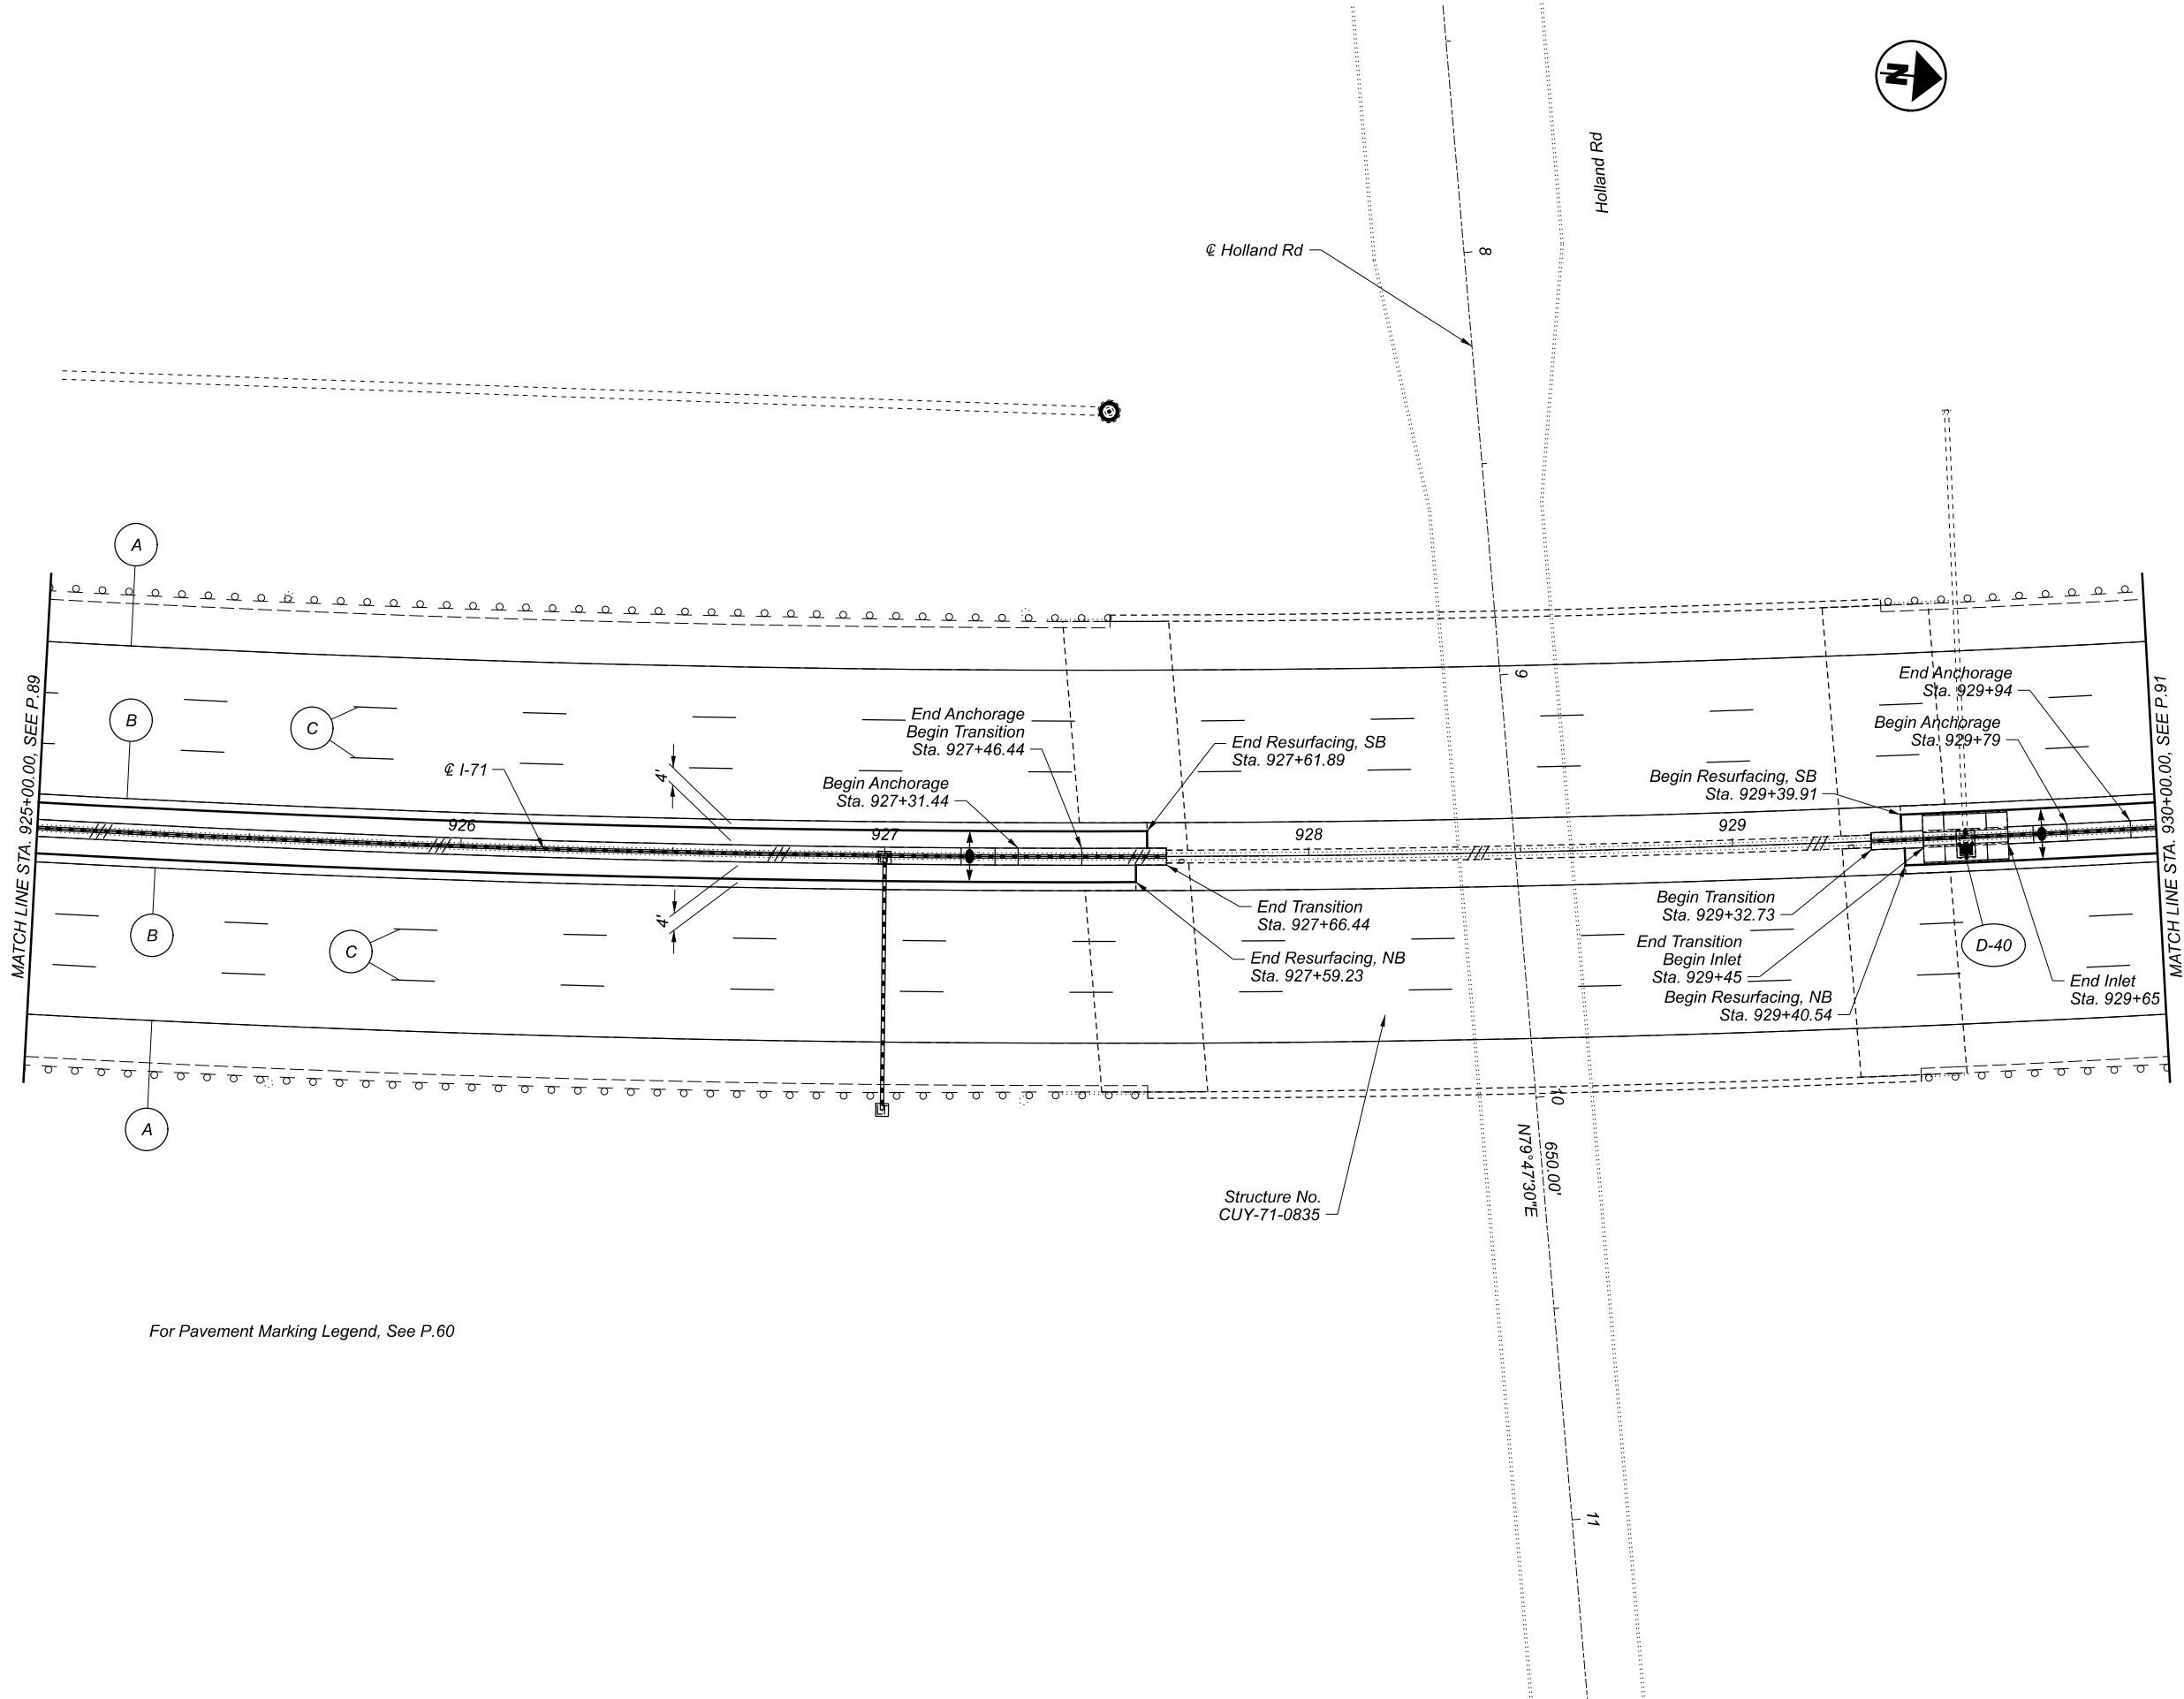 N
Holland Rd
℄ Holland Rd
8
A
B
C
MATCH LINE STA. 925+00.00, SEE P.89
℄ I-71
4'
926
927
928
929
9
End Anchorage
Begin Transition
Sta. 927+46.44
Begin Anchorage
Sta. 927+31.44
End Resurfacing, SB
Sta. 927+61.89
End Anchorage
Sta. 929+94
Begin Anchorage
Sta. 929+79
Begin Resurfacing, SB
Sta. 929+39.91
MATCH LINE STA. 930+00.00, SEE P.91
B
C
A
4'
End Transition
Sta. 927+66.44
End Resurfacing, NB
Sta. 927+59.23
Begin Transition
Sta. 929+32.73
End Transition
Begin Inlet
Sta. 929+45
Begin Resurfacing, NB
Sta. 929+40.54
D-40
End Inlet
Sta. 929+65
10
650.00'
N79°47'30"E
Structure No.
CUY-71-0835
11
For Pavement Marking Legend, See P.60